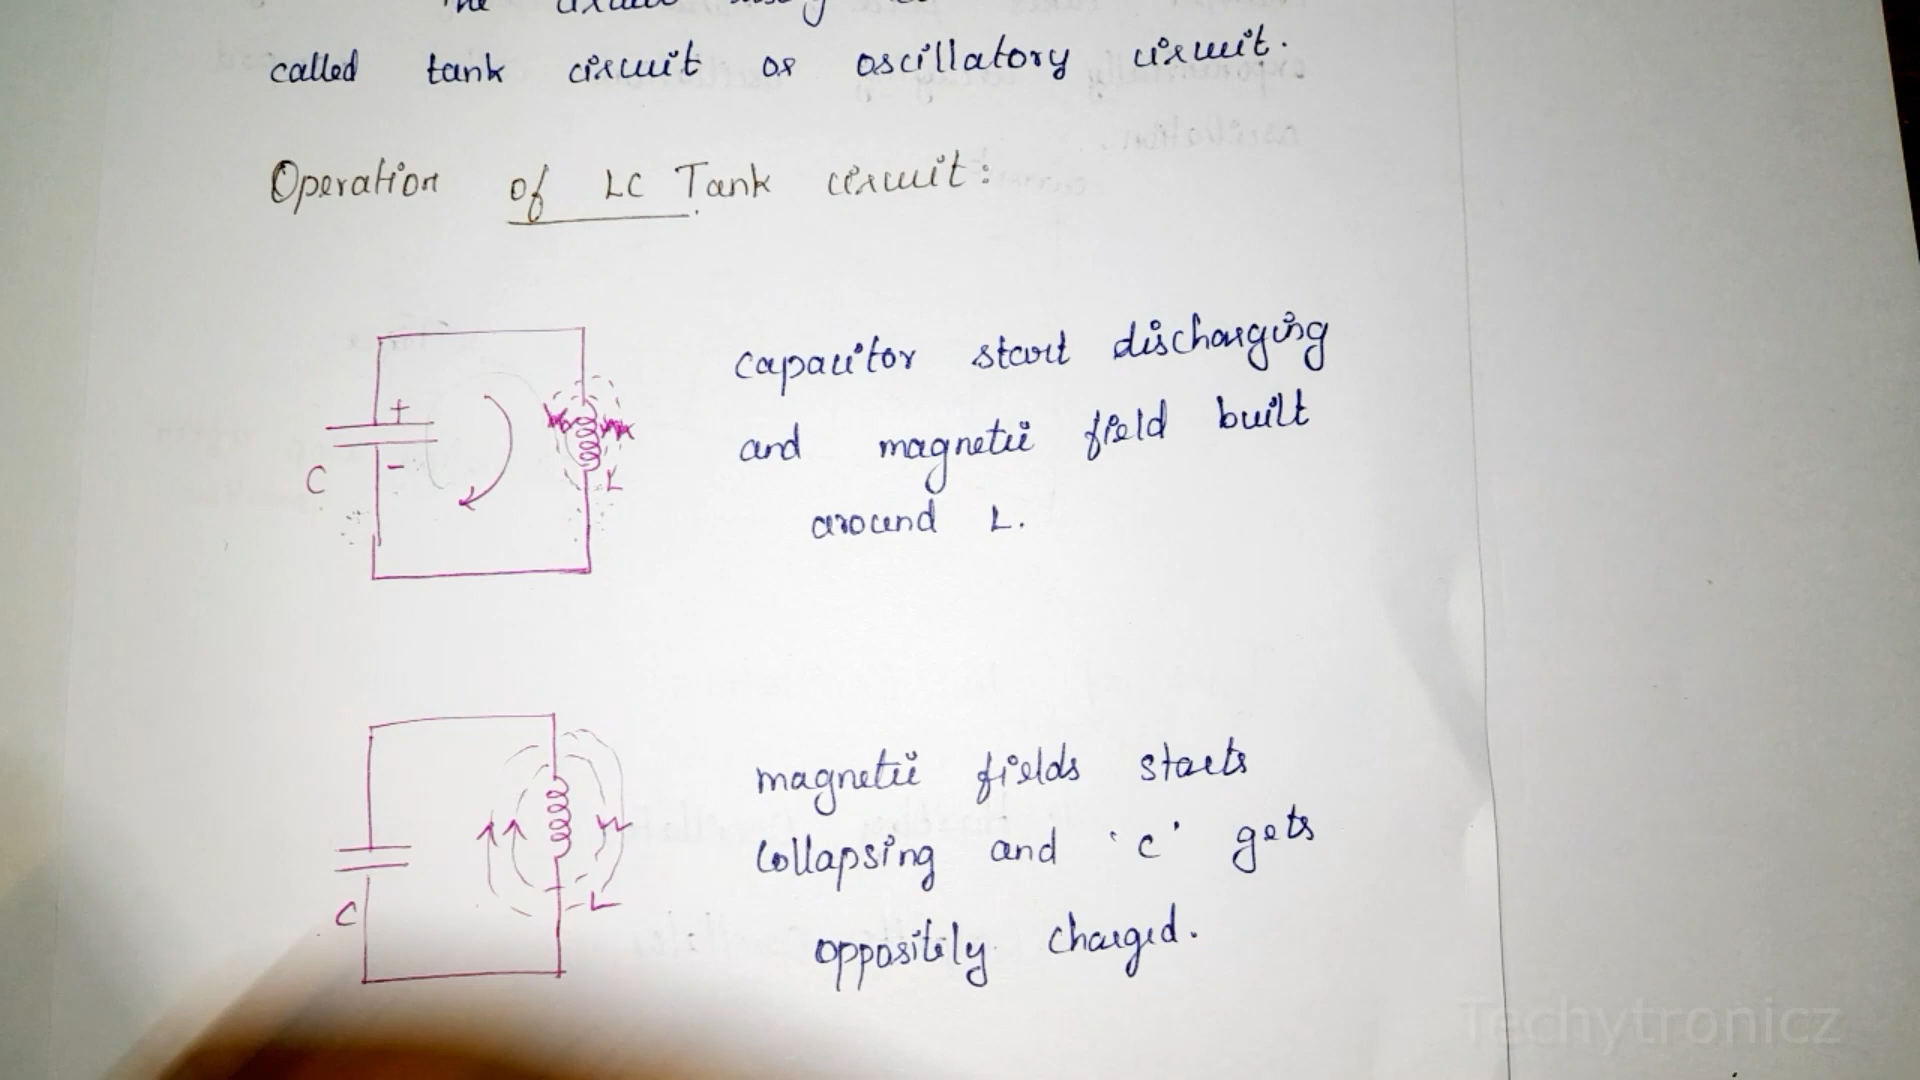 called tank circuit or oscillatory circuit.
Operation of LC Tank circuit:
+
-
C
L
capacitor start discharging
and magnetic field built
around L.
C
L
magnetic fields starts
collapsing and 'c' gets
oppositely charged.
Techytronicz